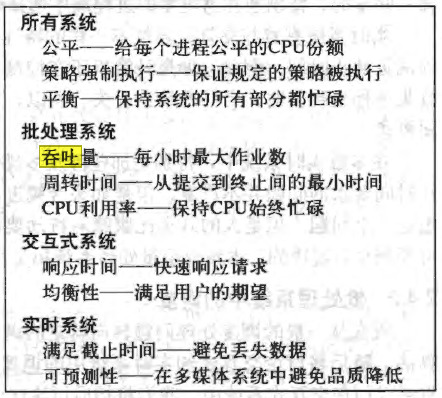 所有系统
公平——给每个进程公平的CPU份额
策略强制执行——保证规定的策略被执行
平衡——保持系统的所有部分都忙碌
批处理系统
吞吐量——每小时最大作业数
周转时间——从提交到终止间的最小时间
CPU利用率——保持CPU始终忙碌
交互式系统
响应时间——快速响应请求
均衡性——满足用户的期望
实时系统
满足截止时间——避免丢失数据
可预测性——在多媒体系统中避免品质降低